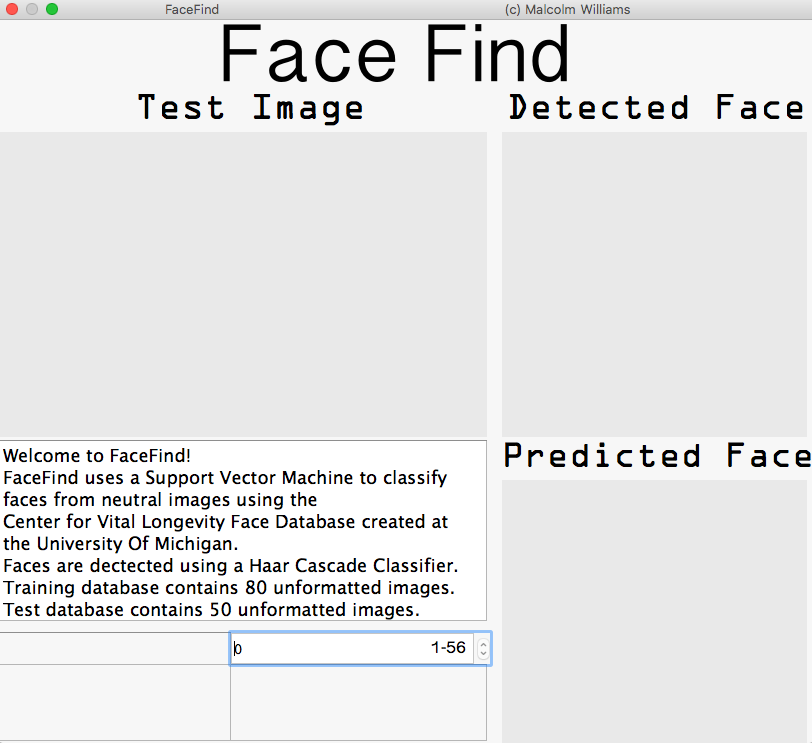 FaceFind
(c) Malcolm Williams
Face Find
Test Image
Detected Face
Welcome to FaceFind!
FaceFind uses a Support Vector Machine to classify
faces from neutral images using the
Center for Vital Longevity Face Database created at
the University Of Michigan.
Faces are dectected using a Haar Cascade Classifier.
Training database contains 80 unformatted images.
Test database contains 50 unformatted images.
Predicted Face
0 1-56